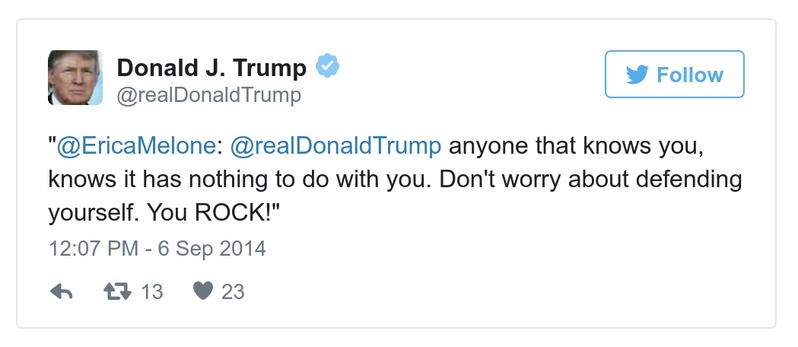 Donald J. Trump
@realDonaldTrump
Follow
"@EricaMelone: @realDonaldTrump anyone that knows you,
knows it has nothing to do with you. Don't worry about defending
yourself. You ROCK!"
12:07 PM - 6 Sep 2014
13 23